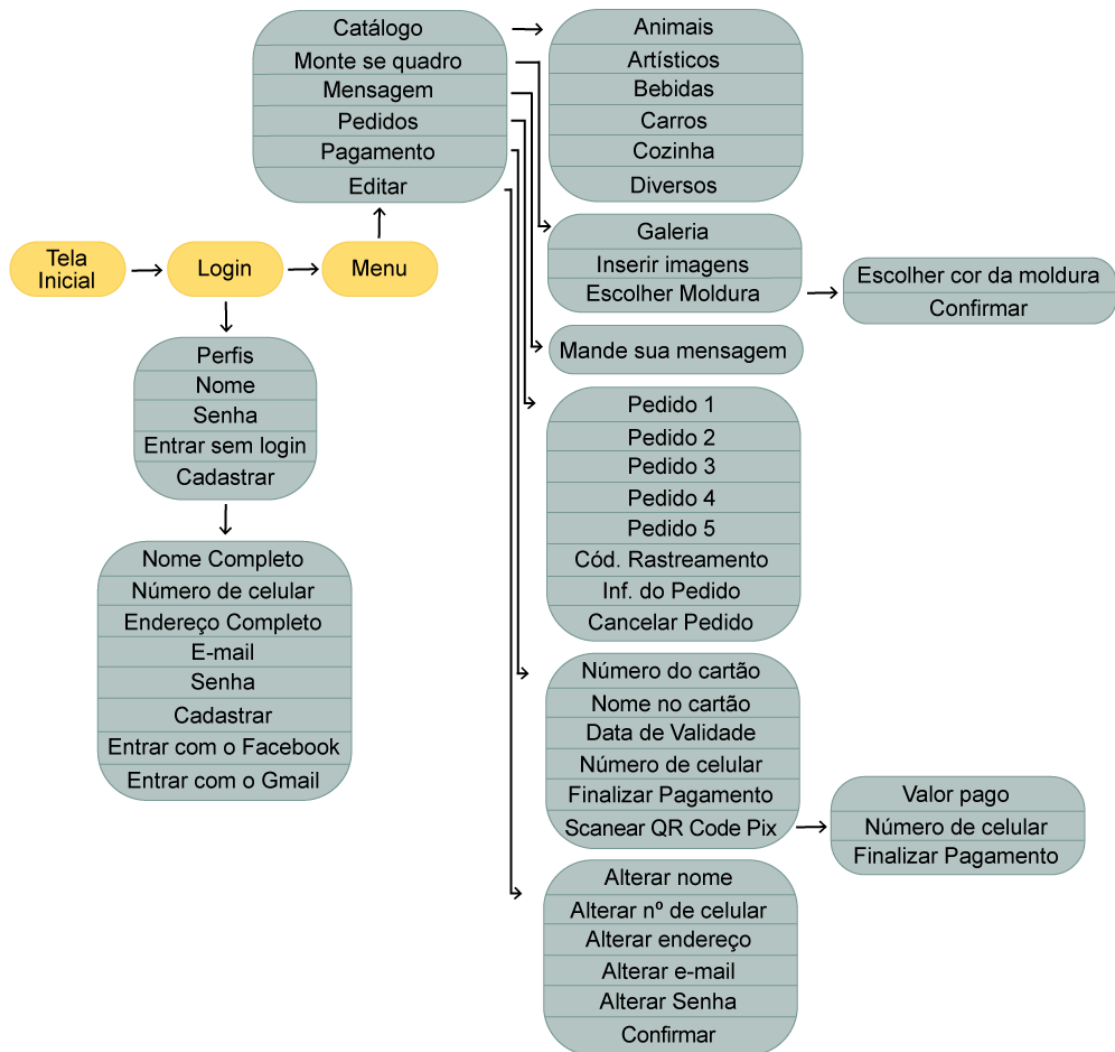 Catálogo
Monte se quadro
Mensagem
Pedidos
Pagamento
Editar
Animais
Artísticos
Bebidas
Carros
Cozinha
Diversos
Tela
Inicial
Login
Menu
Galeria
Inserir imagens
Escolher Moldura
Escolher cor da moldura
Confirmar
Perfis
Nome
Senha
Entrar sem login
Cadastrar
Mande sua mensagem
Pedido 1
Pedido 2
Pedido 3
Pedido 4
Pedido 5
Cód. Rastreamento
Inf. do Pedido
Cancelar Pedido
Nome Completo
Número de celular
Endereço Completo
E-mail
Senha
Cadastrar
Entrar com o Facebook
Entrar com o Gmail
Número do cartão
Nome no cartão
Data de Validade
Número de celular
Finalizar Pagamento
Scanear QR Code Pix
Valor pago
Número de celular
Finalizar Pagamento
Alterar nome
Alterar nº de celular
Alterar endereço
Alterar e-mail
Alterar Senha
Confirmar